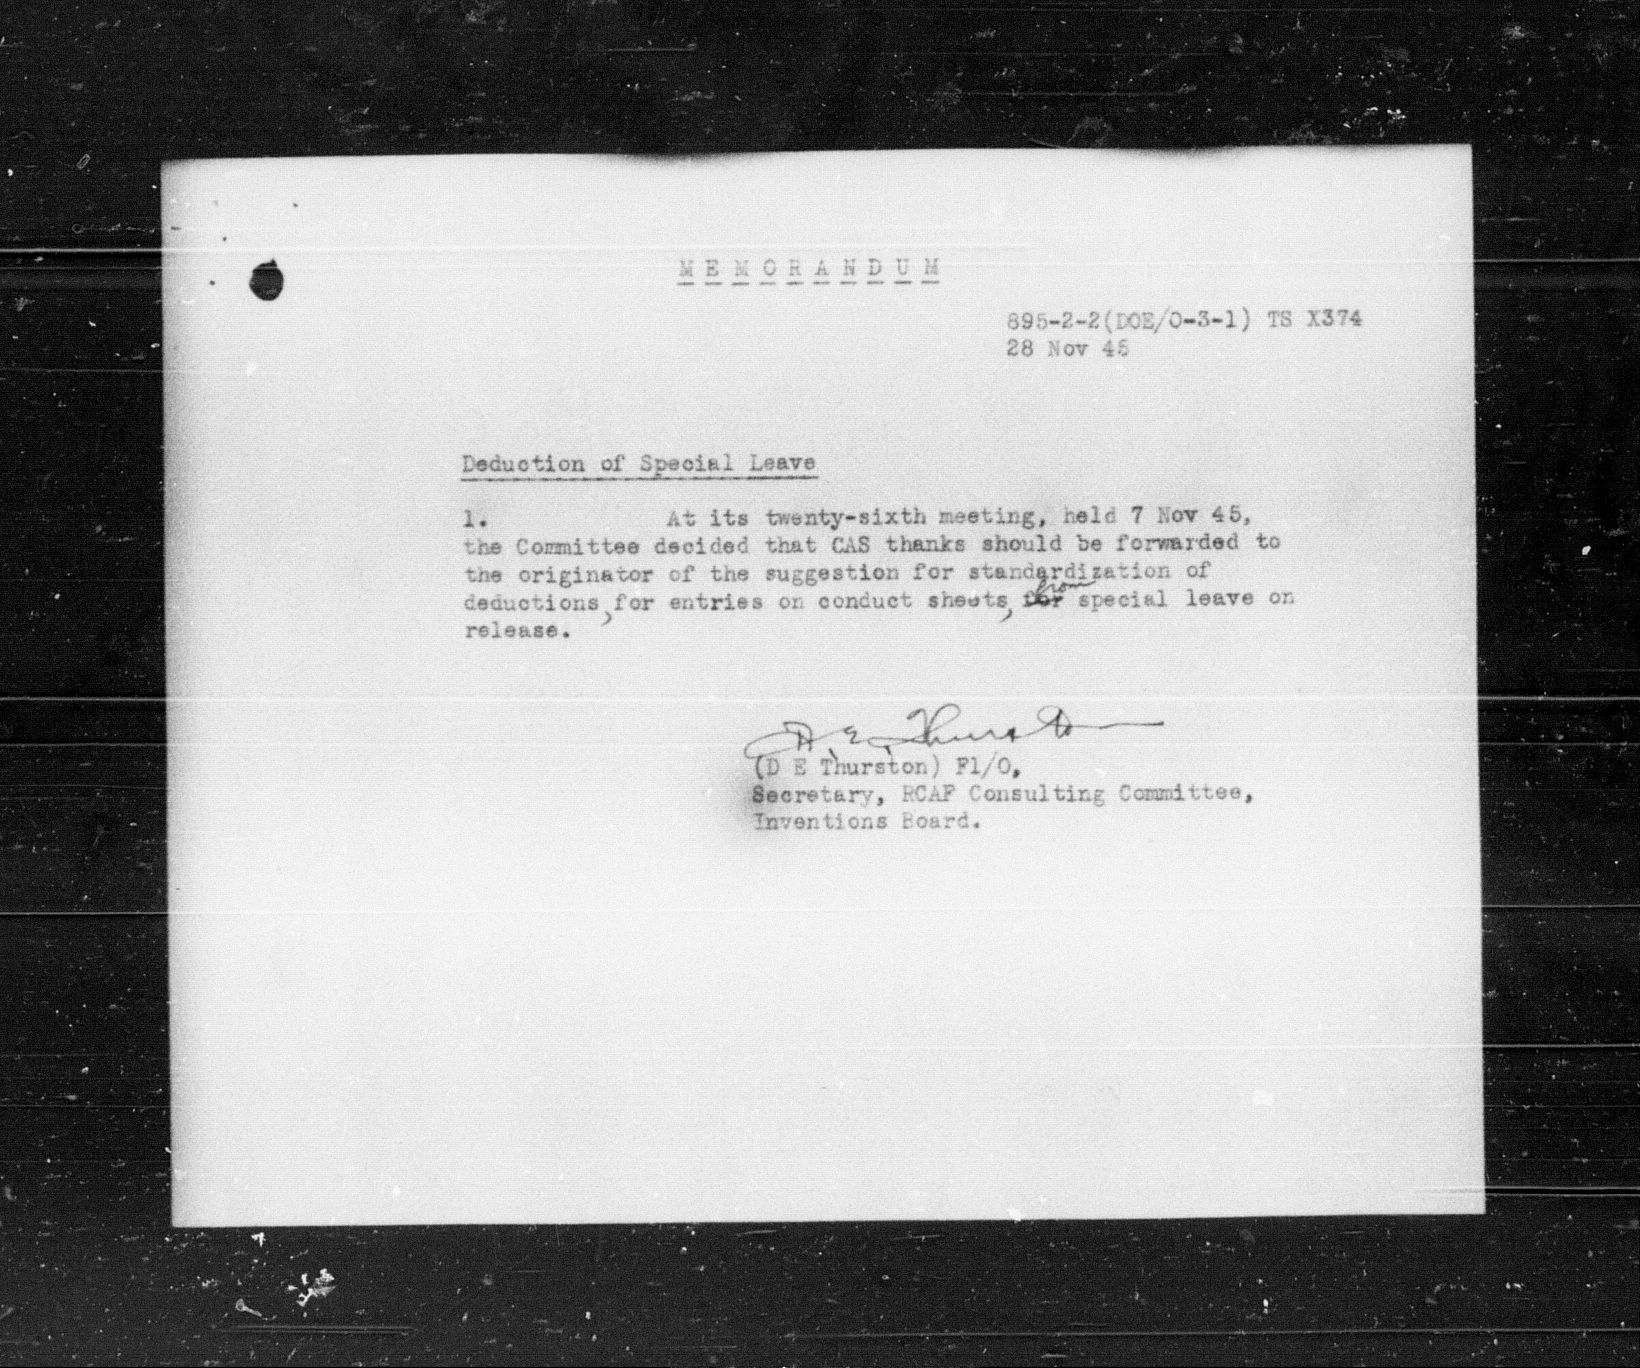 M E M O R A N D U M
895-2-2(DOE/O-3-1) TS X374
28 Nov 45
Deduction of Special Leave
1. At its twenty-sixth meeting, held 7 Nov 45,
the Committee decided that CAS thanks should be forwarded to
the originator of the suggestion for standardization of
from
deductions, for entries on conduct sheets, for special leave on
release.
D. E. Thurston
(D E Thurston) Fl/O,
Secretary, RCAF Consulting Committee,
Inventions Board.